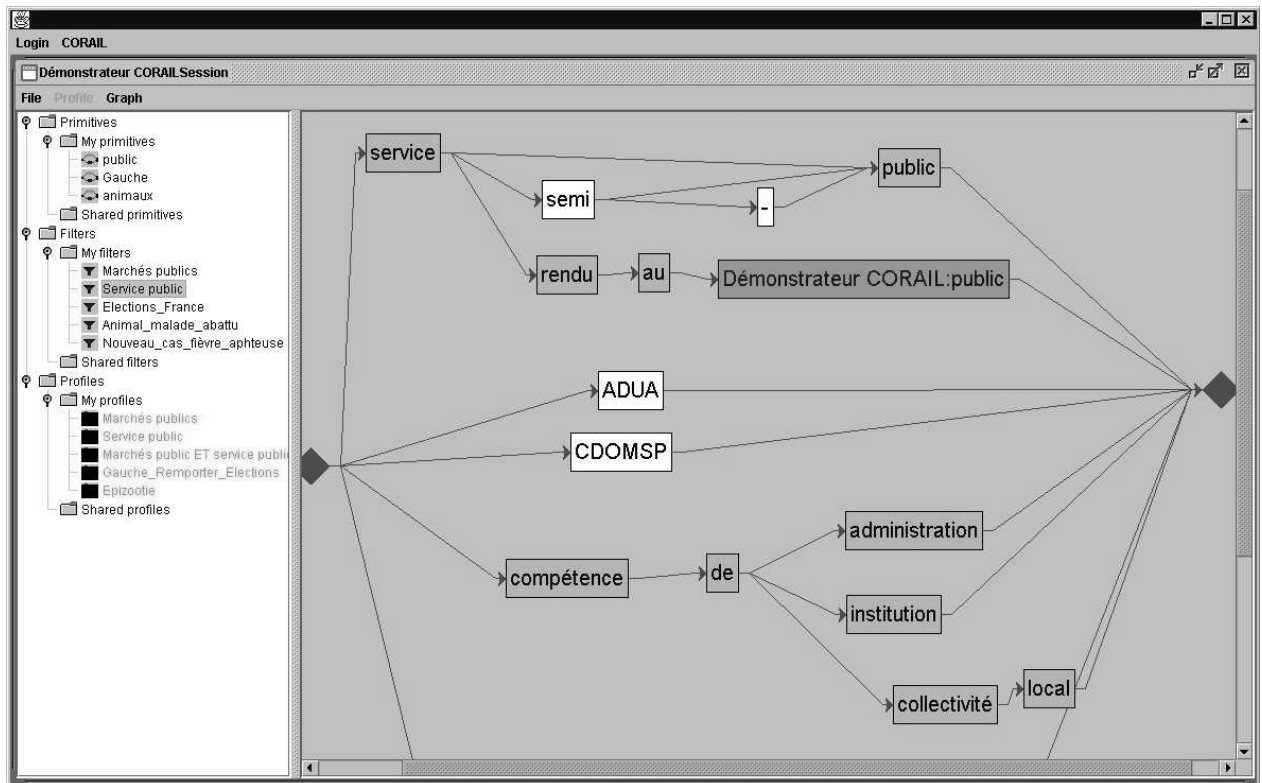 Login CORAIL
Démonstrateur CORAILSession
File Profile Graph
Primitives
My primitives
public
Gauche
animaux
Shared primitives
Filters
My filters
Marchés publics
Service public
Elections_France
Animal_malade_abattu
Nouveau_cas_fièvre_aphteuse
Shared filters
Profiles
My profiles
Marchés publics
Service public
Marchés public ET service publi
Gauche_Remporter_Elections
Epizootie
Shared profiles
service
public
semi
-
rendu
au
Démonstrateur CORAIL:public
ADUA
CDOMSP
administration
compétence
de
institution
collectivité
local